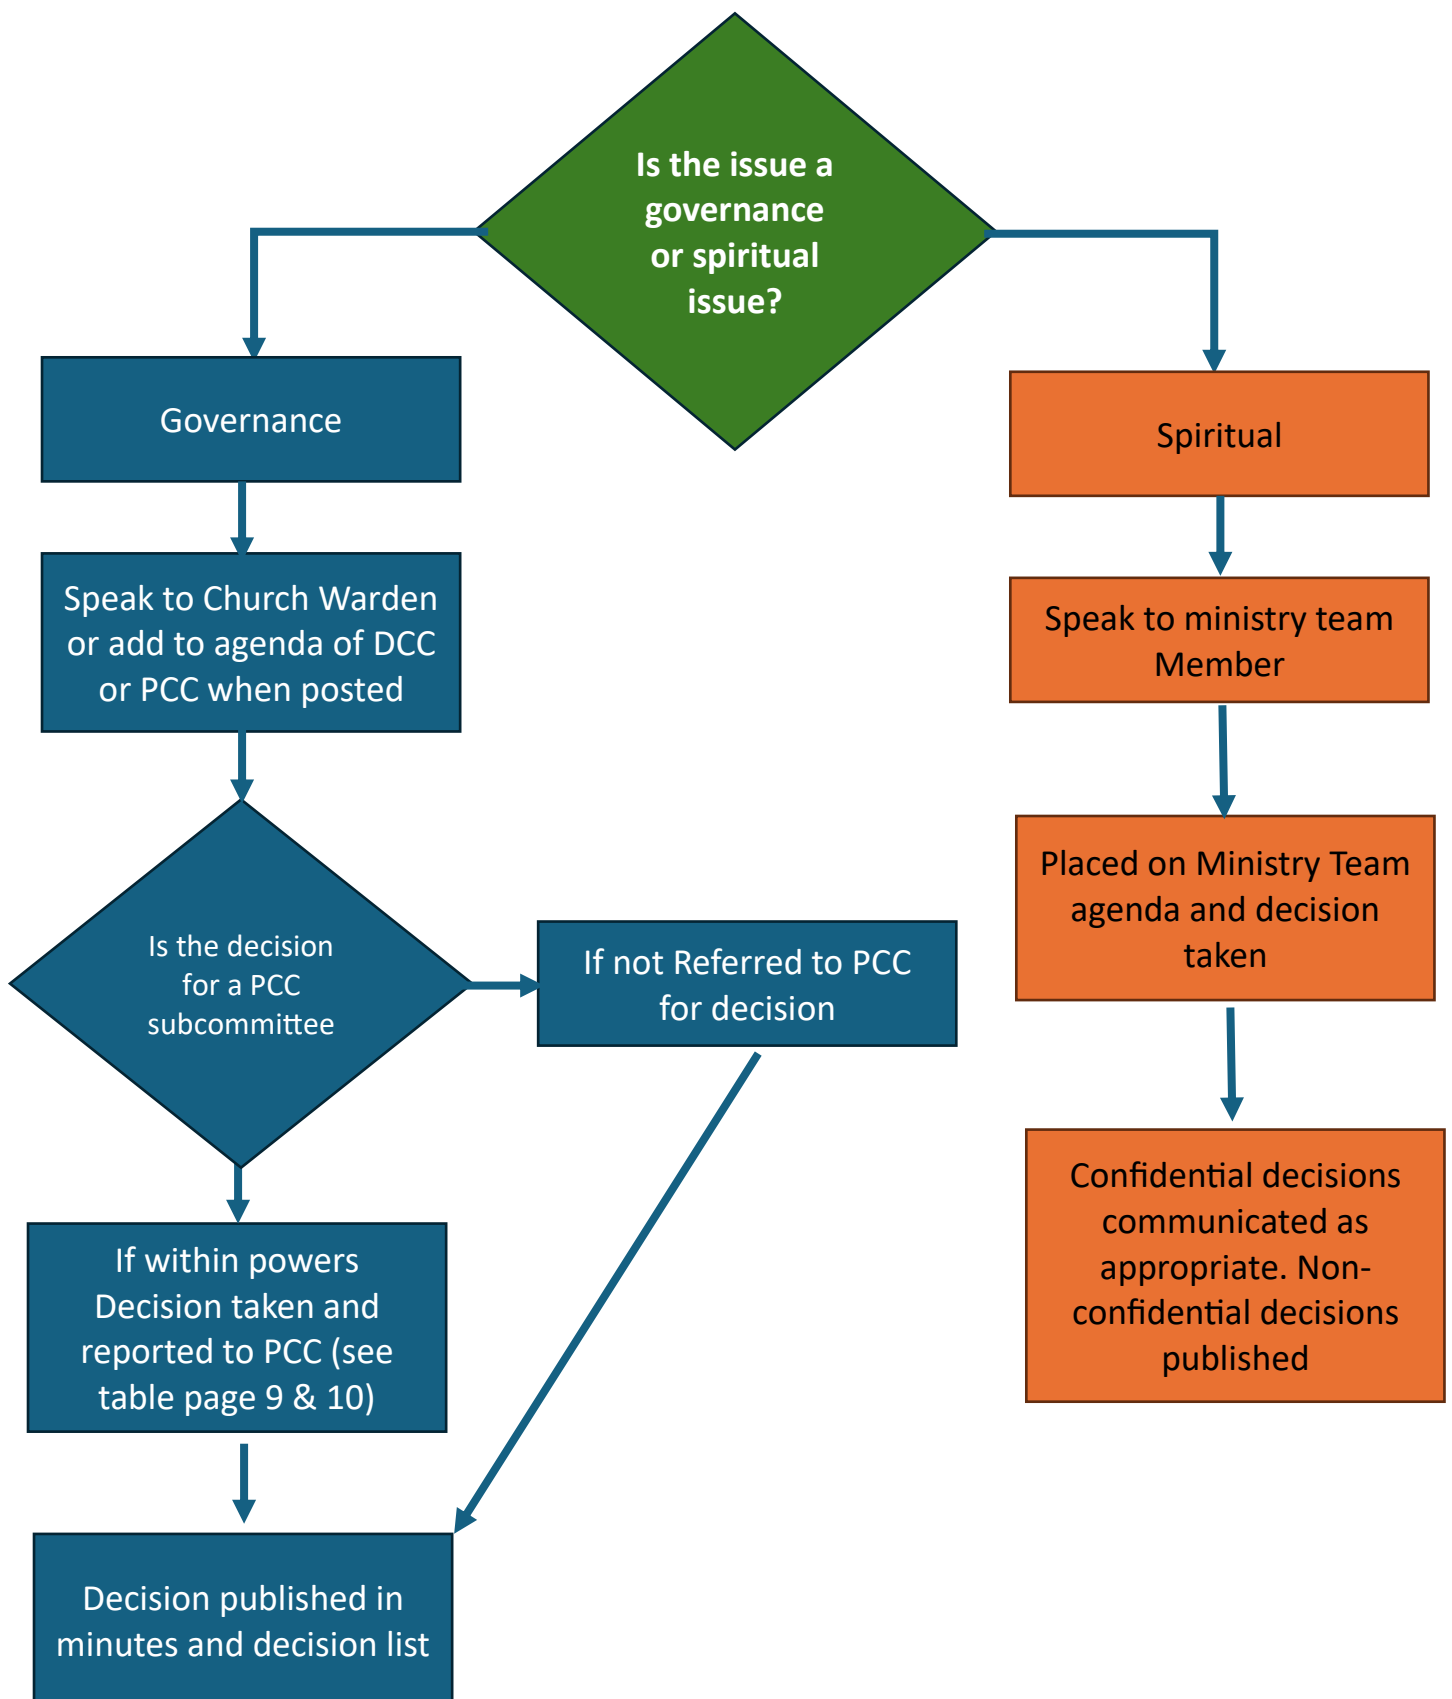 Is the issue a
governance
or spiritual
issue?
Governance
Speak to Church Warden
or add to agenda of DCC
or PCC when posted
Is the decision
for a PCC
subcommittee
If not Referred to PCC
for decision
If within powers
Decision taken and
reported to PCC (see
table page 9 & 10)
Decision published in
minutes and decision list
Spiritual
Speak to ministry team
Member
Placed on Ministry Team
agenda and decision
taken
Confidential decisions
communicated as
appropriate. Non-
confidential decisions
published